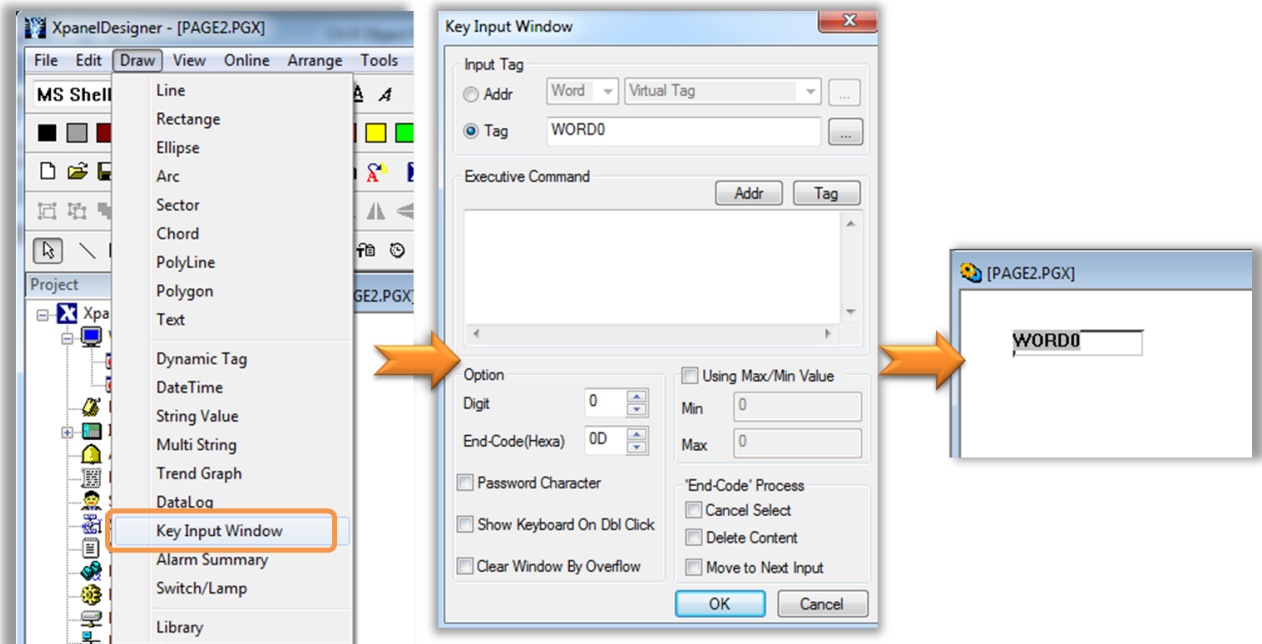 XpanelDesigner - [PAGE2.PGX]
File Edit Draw View Online Arrange Tools
MS Shell
Line
Rectange
Ellipse
Arc
Sector
Chord
PolyLine
Polygon
Text
Dynamic Tag
DateTime
String Value
Multi String
Trend Graph
DataLog
Key Input Window
Alarm Summary
Switch/Lamp
Library
Project
Xpa
GE2.PGX]
Key Input Window
Input Tag
Addr Word Virtual Tag ...
Tag WORD0 ...
Executive Command
Addr Tag
Option
Digit 0
End-Code(Hexa) 0D
Password Character
Show Keyboard On Dbl Click
Clear Window By Overflow
Using Max/Min Value
Min 0
Max 0
'End-Code' Process
Cancel Select
Delete Content
Move to Next Input
OK Cancel
[PAGE2.PGX]
WORD0